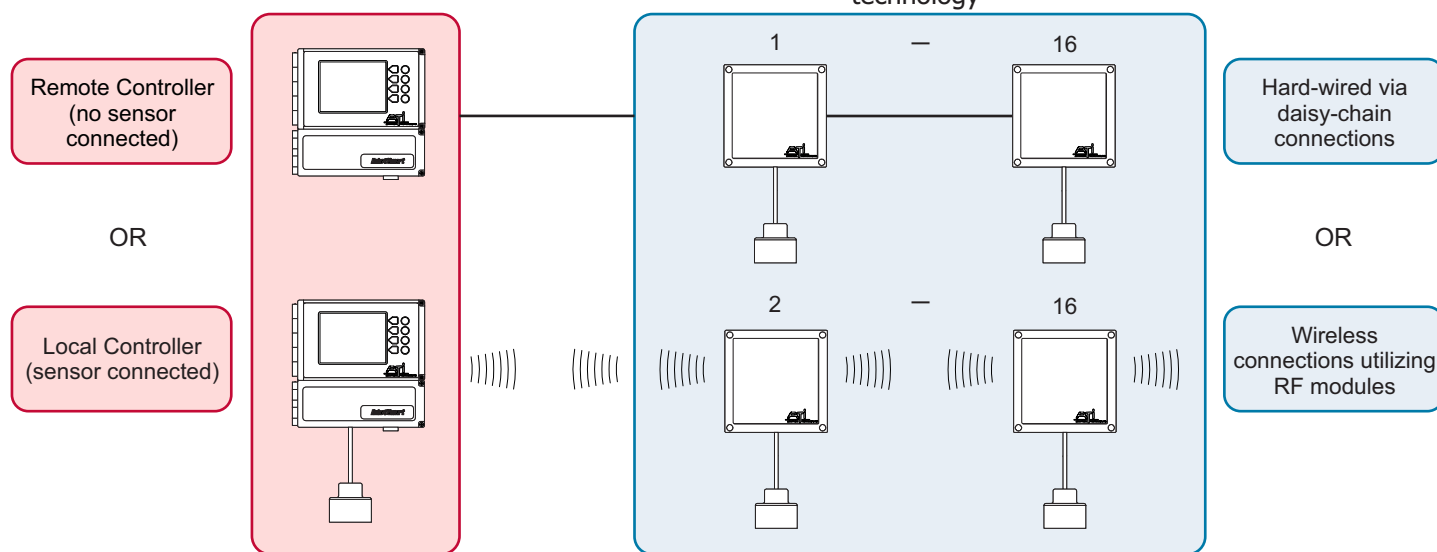 technology
1 – 16
Remote Controller
(no sensor
connected)
Hard-wired via
daisy-chain
connections
OR
OR
2 – 16
Local Controller
(sensor connected)
Wireless
connections utilizing
RF modules